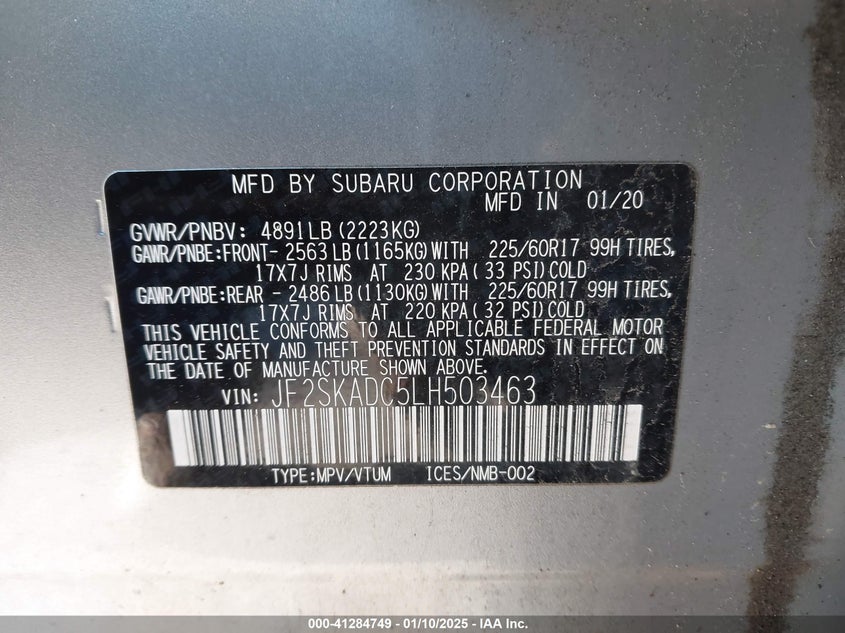 MFD BY SUBARU CORPORATION
MFD IN 01/20
GVWR/PNBV: 4891LB (2223KG)
GAWR/PNBE:FRONT- 2563 LB (1165KG) WITH 225/60R17 99H TIRES,
17X7J RIMS AT 230 KPA ( 33 PSI) COLD
GAWR/PNBE:REAR - 2486 LB (1130KG) WITH 225/60R17 99H TIRES,
17X7J RIMS AT 220 KPA ( 32 PSI) COLD
THIS VEHICLE CONFORMS TO ALL APPLICABLE FEDERAL MOTOR
VEHICLE SAFETY AND THEFT PREVENTION STANDARDS IN EFFECT ON THE
DATE OF MANUFACTURE SHOWN ABOVE.
VIN: JF2SKADC5LH503463
TYPE:MPV/VTUM ICES/NMB-002
000-41284749 - 01/10/2025 - IAA Inc.